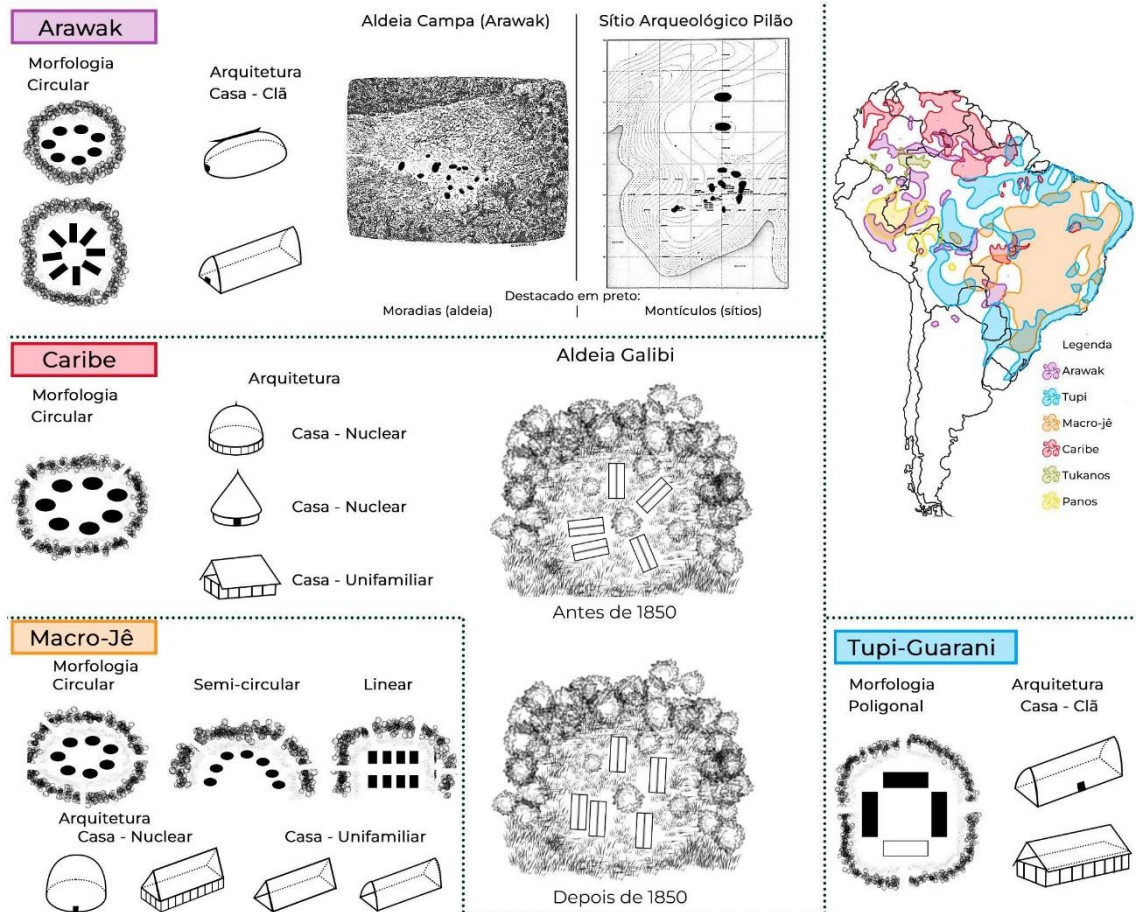 Arawak
Morfologia
Circular
Arquitetura
Casa - Clã
Aldeia Campa (Arawak)
Sítio Arqueológico Pilão
Destacado em preto:
Moradias (aldeia)
Montículos (sítios)
Legenda
Arawak
Tupi
Macro-jê
Caribe
Tukanos
Panos
Caribe
Morfologia
Circular
Arquitetura
Casa - Nuclear
Casa - Nuclear
Casa - Unifamiliar
Aldeia Galibi
Antes de 1850
Depois de 1850
Macro-Jê
Morfologia
Circular
Semi-circular
Linear
Arquitetura
Casa - Nuclear
Casa - Unifamiliar
Tupi-Guarani
Morfologia
Poligonal
Arquitetura
Casa - Clã